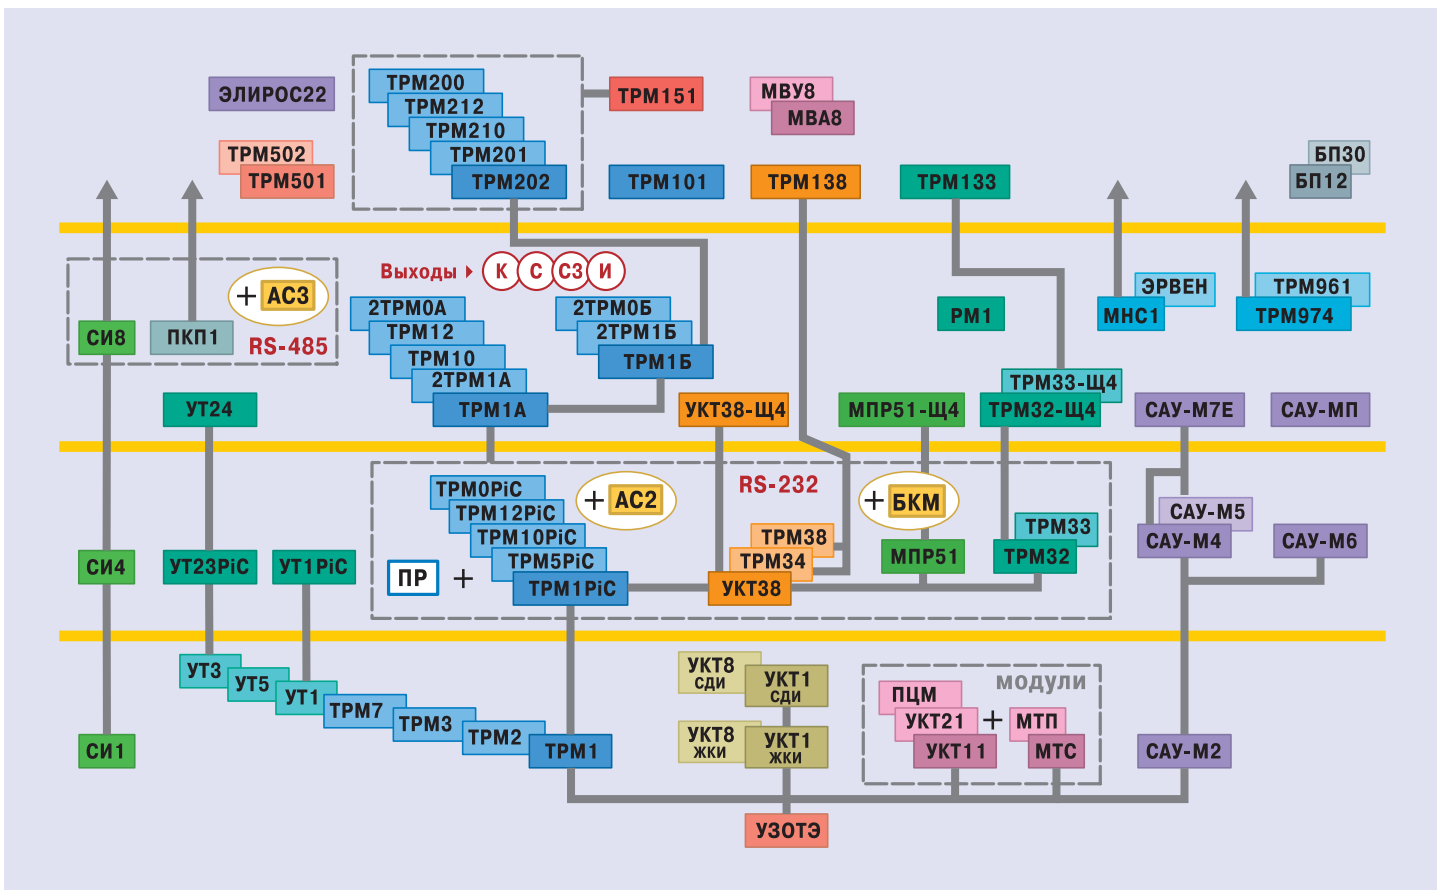 ЭЛИРОС22
ТРМ502
ТРМ501
ТРМ200
ТРМ212
ТРМ210
ТРМ201
ТРМ202
ТРМ151
ТРМ101
МВУ8
МВА8
ТРМ138
ТРМ133
БП30
БП12
+ АС3
СИ8
ПКП1
RS-485
Выходы
К С С3 И
2ТРМ0А
ТРМ12
ТРМ10
2ТРМ1А
ТРМ1А
2ТРМ0Б
2ТРМ1Б
ТРМ1Б
РМ1
ЭРВЕН
МНС1
ТРМ961
ТРМ974
УТ24
УКТ38-Щ4
МПР51-Щ4
ТРМ33-Щ4
ТРМ32-Щ4
САУ-М7Е
САУ-МП
ТРМ0PiC
ТРМ12PiC
ТРМ10PiC
ТРМ5PiC
ТРМ1PiC
ПР +
+ АС2
RS-232
+ БКМ
ТРМ38
ТРМ34
УКТ38
МПР51
ТРМ33
ТРМ32
САУ-М5
САУ-М4
САУ-М6
СИ4
УТ23PiC
УТ1PiC
УТ3
УТ5
УТ1
ТРМ7
ТРМ3
ТРМ2
ТРМ1
УКТ8
СДИ
УКТ1
СДИ
УКТ8
ЖКИ
УКТ1
ЖКИ
модули
ПЦМ
УКТ21
УКТ11
+
МТП
МТС
САУ-М2
СИ1
УЗОТЭ